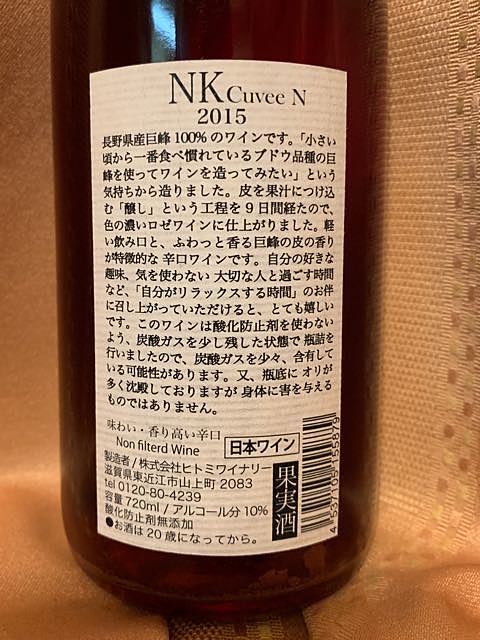 NK Cuvee N
2015
長野県産巨峰100%のワインです。「小さい
頃から一番食べ慣れているブドウ品種の巨
峰を使ってワインを造ってみたい」という
気持ちから造りました。皮を果汁につけ込
む「醸し」という工程を9日間経たので、
色の濃いロゼワインに仕上がりました。軽
い飲み口と、ふわっと香る巨峰の皮の香り
が特徴的な 辛口ワインです。自分の好きな
趣味、気を使わない 大切な人と過ごす時間
など、「自分がリラックスする時間」のお伴
に召し上がっていただけると、とても嬉しい
です。このワインは酸化防止剤を使わない
よう、炭酸ガスを少し残した状態で 瓶詰を
行いましたので、炭酸ガスを少々、含有して
いる可能性があります。又、瓶底に オリが
多く沈殿しておりますが 身体に害を与える
ものではありません。
味わい・香り高い辛口
Non filterd Wine
日本ワイン
製造者/株式会社ヒトミワイナリー
滋賀県東近江市山上町2083
tel 0120-80-4239
容量720ml/アルコール分10%
酸化防止剤無添加
●お酒は20歳になってから。
果実酒
4 537105 155879